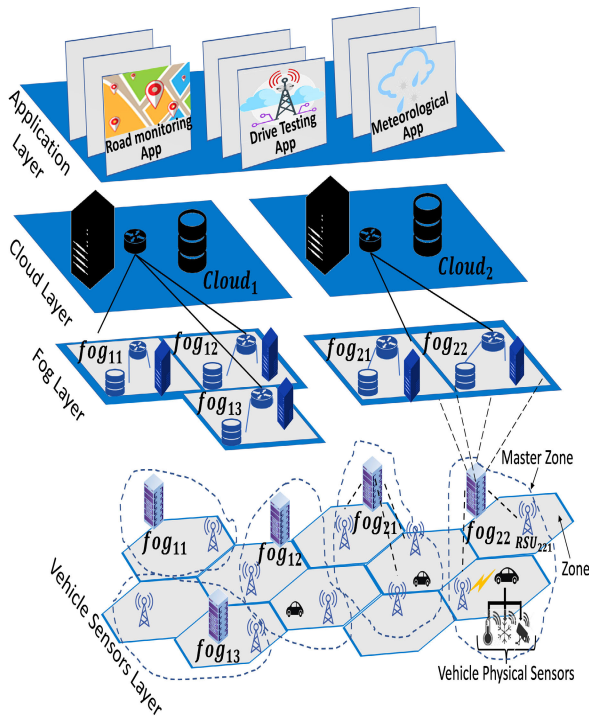 Application
Layer
Road monitoring
App
Drive Testing
App
Meteorological
App
Cloud Layer
Cloud₁
Cloud₂
Fog Layer
fog₁₁
fog₁₂
fog₁₃
fog₂₁
fog₂₂
Vehicle Sensors Layer
fog₁₁
fog₁₂
fog₁₃
fog₂₁
fog₂₂
RSU₂₂₁
Master Zone
Zone
Vehicle Physical Sensors